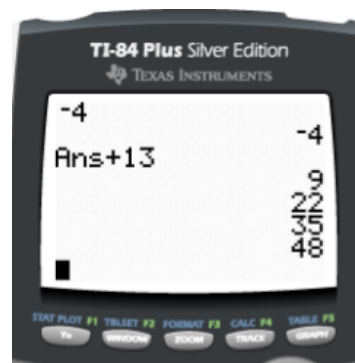 TI-84 Plus Silver Edition
TEXAS INSTRUMENTS
-4
-4
Ans+13
9
22
35
48
STAT PLOT F1 TBLSET F2 FORMAT F3 CALC F4 TABLE F5
Y= WINDOW ZOOM TRACE GRAPH